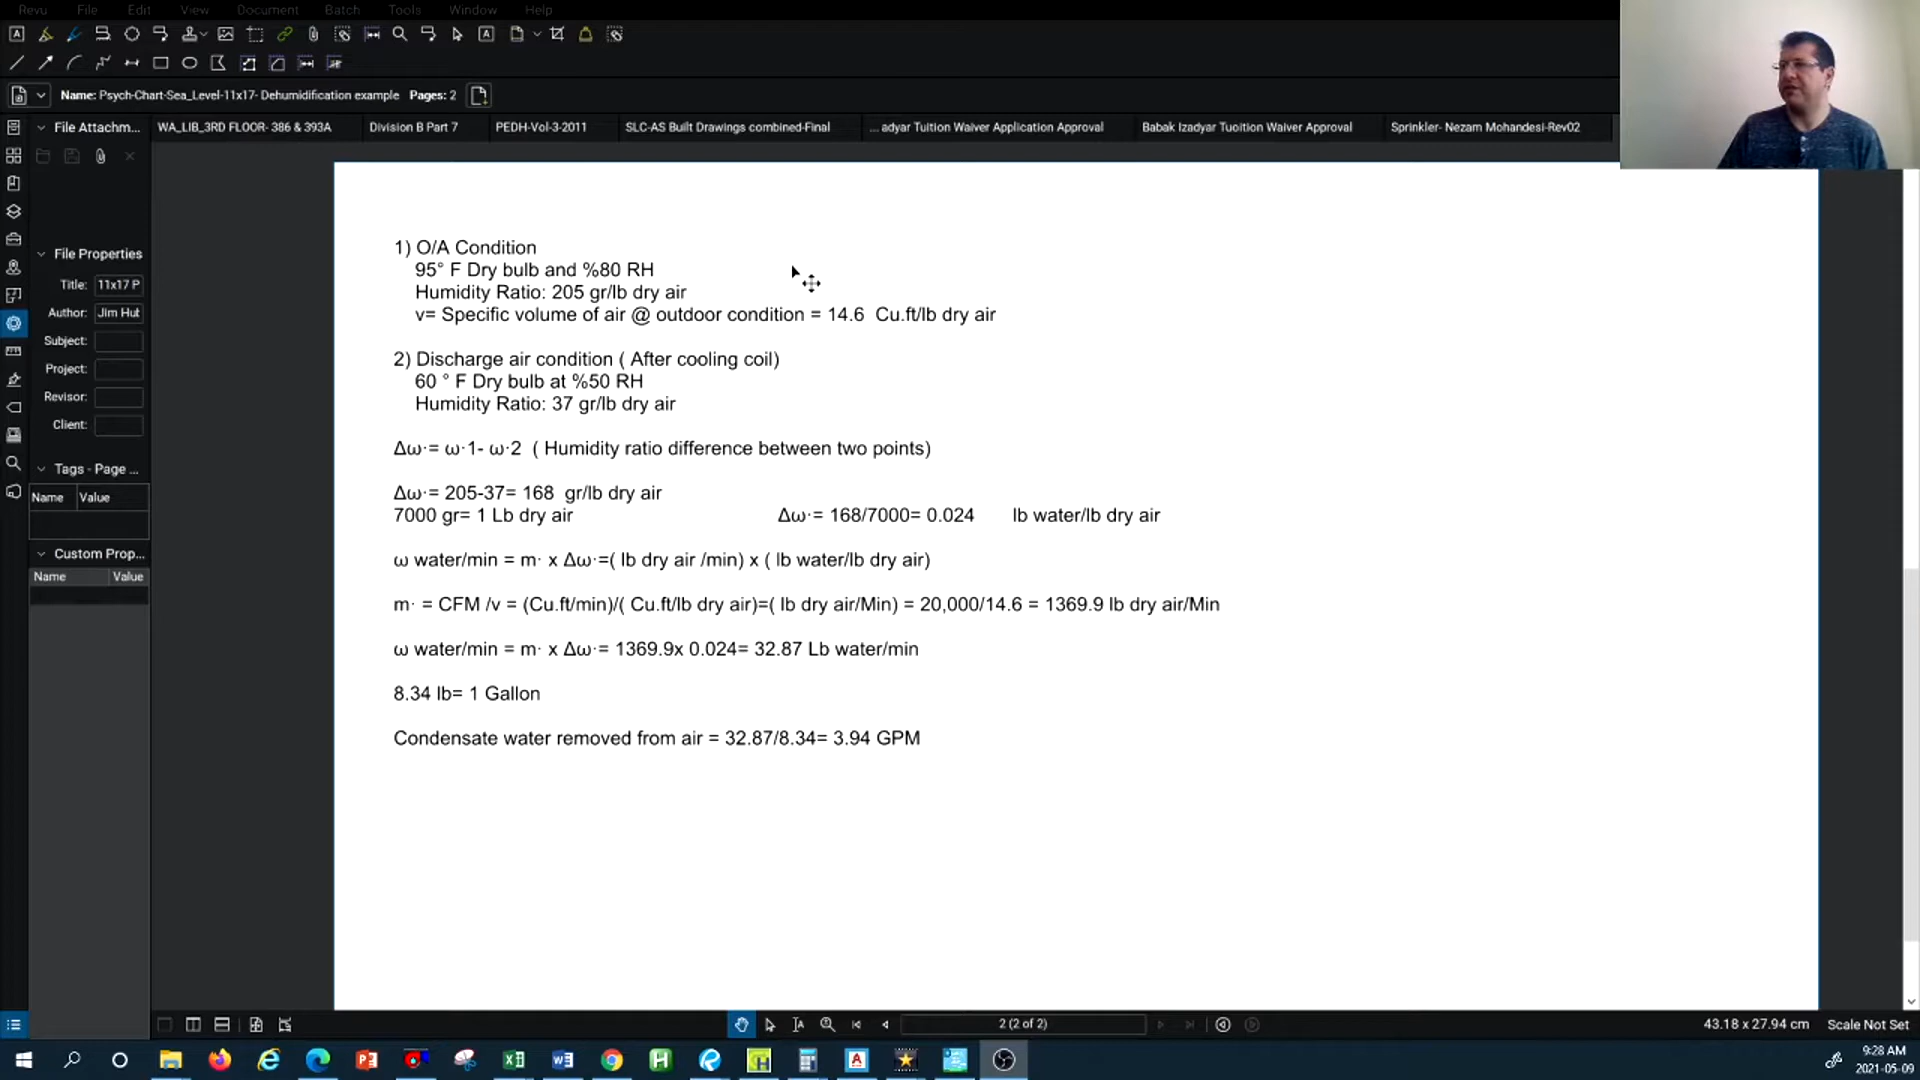 Revu File Edit View Document Batch Tools Window Help
Name: Psych-Chart-Sea_Level-11x17- Dehumidification example Pages: 2
File Attachm... WA_LIB_3RD FLOOR- 386 & 393A Division B Part 7 PEDH-Vol-3-2011 SLC-AS Built Drawings combined-Final ... adyar Tuition Waiver Application Approval Babak Izadyar Tuoition Waiver Approval Sprinkler- Nezam Mohandesi-Rev02
File Properties
Title: 11x17 P
Author: Jim Hut
Subject:
Project:
Revisor:
Client:
Tags - Page ...
Name Value
Custom Prop...
Name Value
1) O/A Condition
95° F Dry bulb and %80 RH
Humidity Ratio: 205 gr/lb dry air
v= Specific volume of air @ outdoor condition = 14.6 Cu.ft/lb dry air
2) Discharge air condition ( After cooling coil)
60 ° F Dry bulb at %50 RH
Humidity Ratio: 37 gr/lb dry air
Δω·= ω·1- ω·2 ( Humidity ratio difference between two points)
Δω·= 205-37= 168 gr/lb dry air
7000 gr= 1 Lb dry air Δω·= 168/7000= 0.024 lb water/lb dry air
ω water/min = m· x Δω·=( lb dry air /min) x ( lb water/lb dry air)
m· = CFM /v = (Cu.ft/min)/( Cu.ft/lb dry air)=( lb dry air/Min) = 20,000/14.6 = 1369.9 lb dry air/Min
ω water/min = m· x Δω·= 1369.9x 0.024= 32.87 Lb water/min
8.34 lb= 1 Gallon
Condensate water removed from air = 32.87/8.34= 3.94 GPM
2 (2 of 2) 43.18 x 27.94 cm Scale Not Set
9:28 AM
2021-05-09